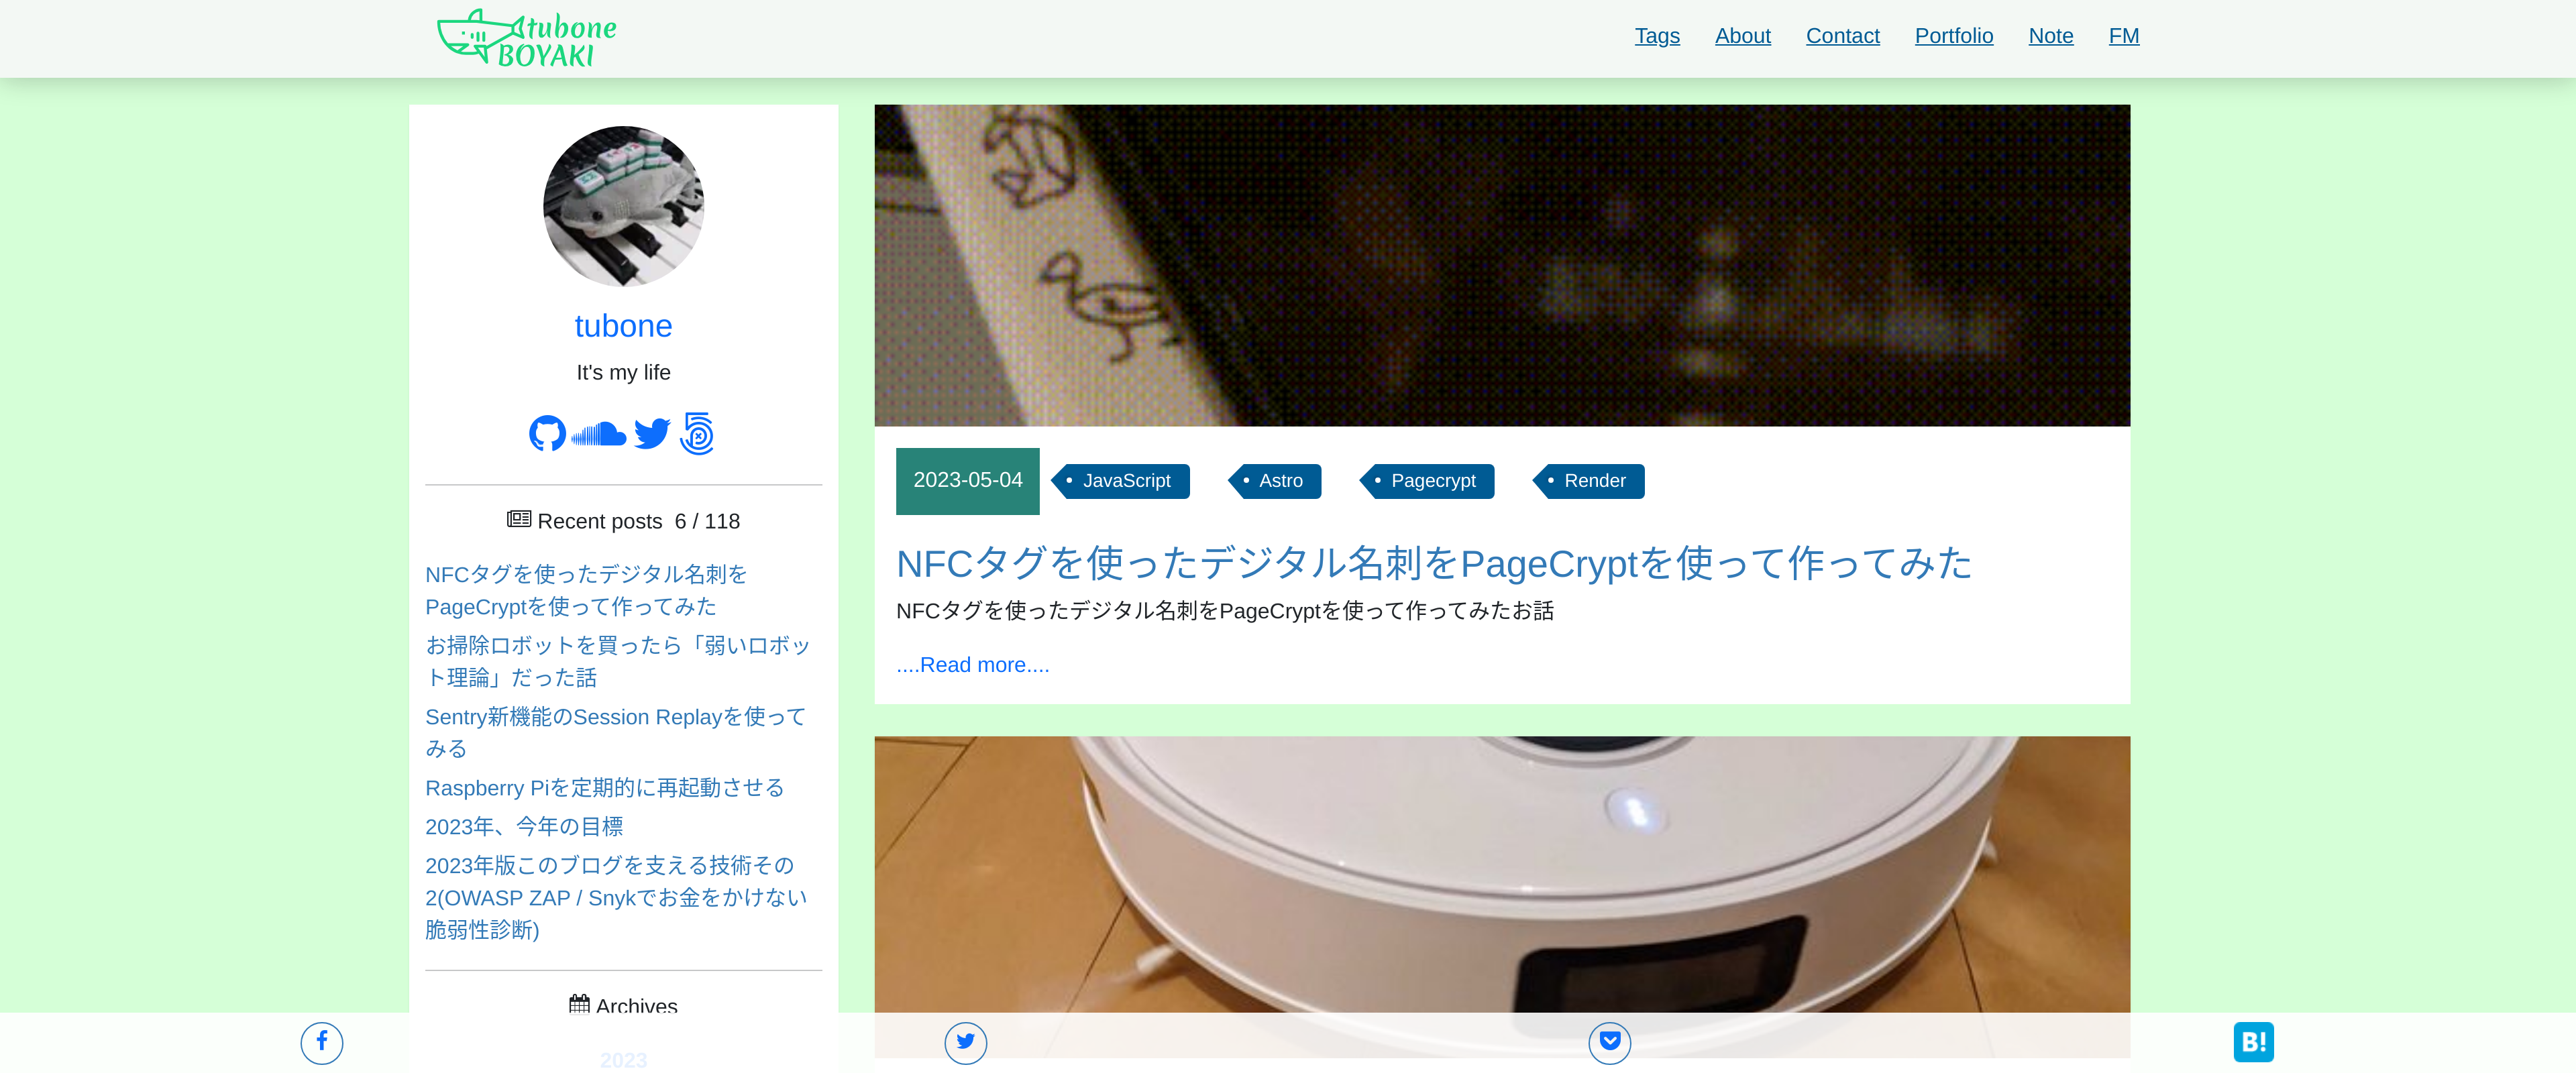 tubone
BOYAKI
Tags About Contact Portfolio Note FM
tubone
It's my life
Recent posts 6 / 118
NFCタグを使ったデジタル名刺を
PageCryptを使って作ってみた
お掃除ロボットを買ったら「弱いロボッ
ト理論」だった話
Sentry新機能のSession Replayを使って
みる
Raspberry Piを定期的に再起動させる
2023年、今年の目標
2023年版このブログを支える技術その
2(OWASP ZAP / Snykでお金をかけない
脆弱性診断)
Archives
2023
2023-05-04 JavaScript Astro Pagecrypt Render
NFCタグを使ったデジタル名刺をPageCryptを使って作ってみた
NFCタグを使ったデジタル名刺をPageCryptを使って作ってみたお話
....Read more....
B!